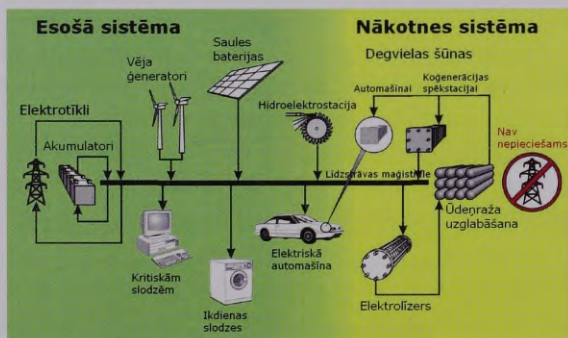 Esošā sistēma
Nākotnes sistēma
Saules
baterijas
Degvielas šūnas
Vēja
ģeneratori
Automašīnai
Koģenerācijas
spēkstacijai
Elektrotīkli
Hidroelektrostacija
Akumulatori
Nav
nepieciešams
Līdzstrāvas maģistrāle
Ūdeņraža
uzglabāšana
Kritiskām
slodzēm
Elektriskā
automašīna
Ikdienas
slodzes
Elektrolīzers